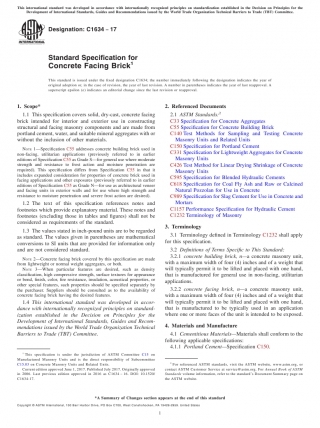 This international standard was developed in accordance with internationally recognized principles on standardization established in the Decision on Principles for the
Development of International Standards, Guides and Recommendations issued by the World Trade Organization Technical Barriers to Trade (TBT) Committee.
INTERNATIONAL
Designation: C1634 − 17
Standard Specification for
Concrete Facing Brick1
This standard is issued under the fixed designation C1634; the number immediately following the designation indicates the year of
original adoption or, in the case of revision, the year of last revision. A number in parentheses indicates the year of last reapproval. A
superscript epsilon (ε) indicates an editorial change since the last revision or reapproval.
1. Scope*
1.1 This specification covers solid, dry-cast, concrete facing
brick intended for interior and exterior use in constructing
structural and facing masonry components and are made from
portland cement, water, and suitable mineral aggregates with or
without the inclusion of other materials.
NOTE 1—Specification C55 addresses concrete building brick used in
non-facing, utilitarian applications (previously referred to in earlier
editions of Specification C55 as Grade S—for general use where moderate
strength and resistance to frost action and moisture penetration are
required). This specification differs from Specification C55 in that it
includes expanded consideration for properties of concrete brick used in
facing applications and other exposures (previously referred to in earlier
editions of Specification C55 as Grade N—for use as architectural veneer
and facing units in exterior walls and for use where high strength and
resistance to moisture penetration and severe frost action are desired).
1.2 The text of this specification references notes and
footnotes which provide explanatory material. These notes and
footnotes (excluding those in tables and figures) shall not be
considered as requirements of the standard.
1.3 The values stated in inch-pound units are to be regarded
as standard. The values given in parentheses are mathematical
conversions to SI units that are provided for information only
and are not considered standard.
NOTE 2—Concrete facing brick covered by this specification are made
from lightweight or normal weight aggregates, or both.
NOTE 3—When particular features are desired, such as density
classification, high compressive strength, surface textures for appearance
or bond, finish, color, fire resistance, insulation, acoustical properties, or
other special features, such properties should be specified separately by
the purchaser. Suppliers should be consulted as to the availability of
concrete facing brick having the desired features.
1.4 This international standard was developed in accor-
dance with internationally recognized principles on standard-
ization established in the Decision on Principles for the
Development of International Standards, Guides and Recom-
mendations issued by the World Trade Organization Technical
Barriers to Trade (TBT) Committee.
1 This specification is under the jurisdiction of ASTM Committee C15 on
Manufactured Masonry Units and is the direct responsibility of Subcommittee
C15.03 on Concrete Masonry Units and Related Units.
Current edition approved June 1, 2017. Published July 2017. Originally approved
in 2006. Last previous edition approved in
2. Referenced Documents
2.1 ASTM Standards:2
C33 Specification for Concrete Aggregates
C55 Specification for Concrete Building Brick
C140 Test Methods for Sampling and Testing Concrete
Masonry Units and Related Units
C150 Specification for Portland Cement
C331 Specification for Lightweight Aggregates for Concrete
Masonry Units
C426 Test Method for Linear Drying Shrinkage of Concrete
Masonry Units
C595 Specification for Blended Hydraulic Cements
C618 Specification for Coal Fly Ash and Raw or Calcined
Natural Pozzolan for Use in Concrete
C989 Specification for Slag Cement for Use in Concrete and
Mortars
C1157 Performance Specification for Hydraulic Cement
C1232 Terminology of Masonry
3. Terminology
3.1 Terminology defined in Terminology C1232 shall apply
for this specification.
3.2 Definitions of Terms Specific to This Standard:
3.2.1 concrete building brick, n—a concrete masonry unit,
with a maximum width of four (4) inches and of a weight that
will typically permit it to be lifted and placed with one hand,
that is manufactured for general use in non-facing, utilitarian
applications.
3.2.2 concrete facing brick, n—a concrete masonry unit,
with a maximum width of four (4) inches and of a weight that
will typically permit it to be lifted and placed with one hand,
that is manufactured to be typically used in an application
where one or more faces of the unit is intended to be exposed.
4. Materials and Manufacture
4.1 Cementitious Materials—Materials shall conform to the
following applicable specifications:
4.1.1 Portland Cement—Specification C150.
2 For referenced ASTM standards, visit the ASTM website, www.astm.org, or
contact ASTM Customer Service at service@astm.org. For Annual Book of ASTM
Standards volume information, refer to the standard's Document Summary page on
the ASTM website.
*A Summary of Changes section appears at the end of this standard
Copyright © ASTM International, 100 Barr Harbor Drive, PO Box C700, West Conshohocken, PA 19428-2959. United States
1